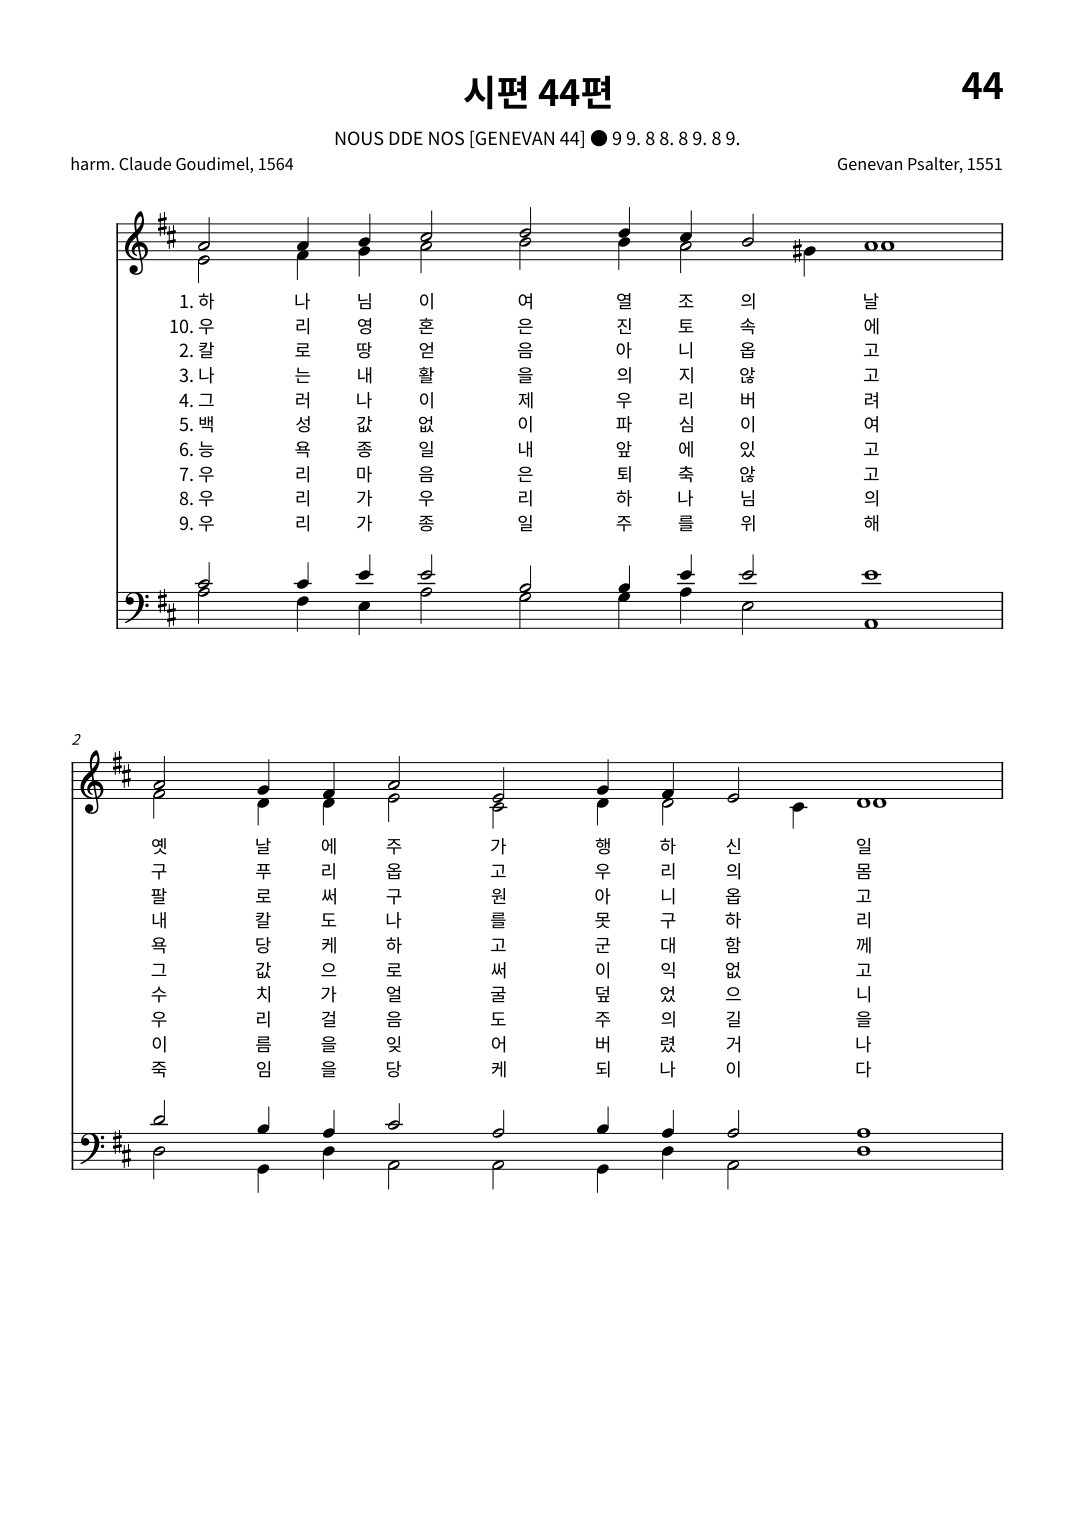 시편 44편
44
NOUS DDE NOS [GENEVAN 44] ● 9 9. 8 8. 8 9. 8 9.
harm. Claude Goudimel, 1564
Genevan Psalter, 1551
1. 하 나 님 이 여 열 조 의 날
10. 우 리 영 혼 은 진 토 속 에
2. 칼 로 땅 얻 음 아 니 옵 고
3. 나 는 내 활 을 의 지 않 고
4. 그 러 나 이 제 우 리 버 려
5. 백 성 값 없 이 파 심 이 여
6. 능 욕 종 일 내 앞 에 있 고
7. 우 리 마 음 은 퇴 축 않 고
8. 우 리 가 우 리 하 나 님 의
9. 우 리 가 종 일 주 를 위 해
2
옛 날 에 주 가 행 하 신 일
구 푸 리 옵 고 우 리 의 몸
팔 로 써 구 원 아 니 옵 고
내 칼 도 나 를 못 구 하 리
욕 당 케 하 고 군 대 함 께
그 값 으 로 써 이 익 없 고
수 치 가 얼 굴 덮 었 으 니
우 리 걸 음 도 주 의 길 을
이 름 을 잊 어 버 렸 거 나
죽 임 을 당 케 되 나 이 다